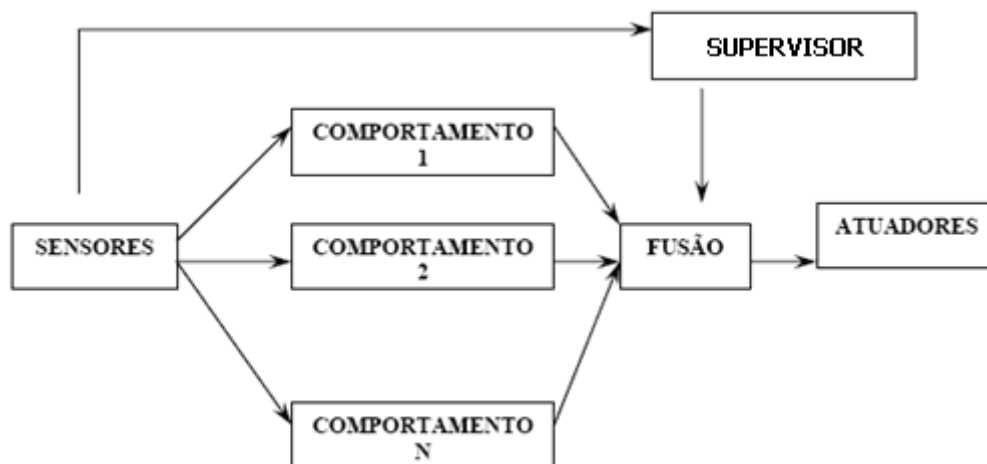 SUPERVISOR
COMPORTAMENTO
1
SENSORES
COMPORTAMENTO
2
FUSÃO
ATUADORES
COMPORTAMENTO
N